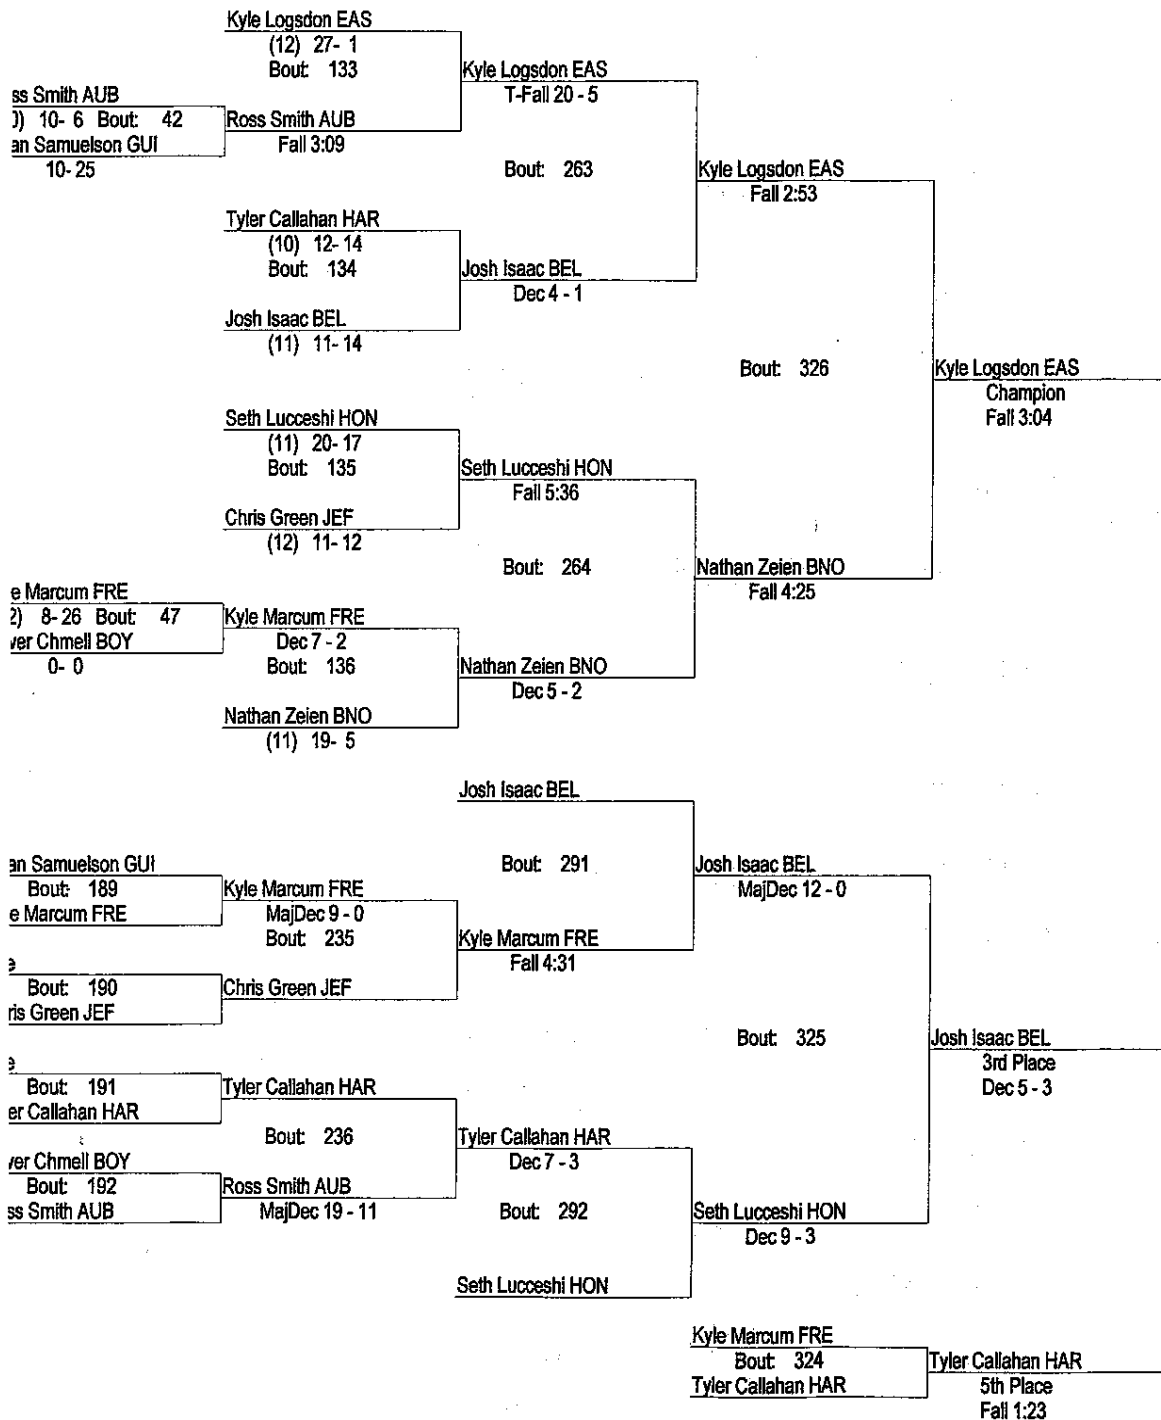 Kyle Logsdon EAS
(12) 27- 1
Bout: 133
Kyle Logsdon EAS
T-Fall 20 - 5
ss Smith AUB
0) 10- 6 Bout: 42
an Samuelson GUI
10- 25
Ross Smith AUB
Fall 3:09
Bout: 263
Kyle Logsdon EAS
Fall 2:53
Tyler Callahan HAR
(10) 12- 14
Bout: 134
Josh Isaac BEL
Dec 4 - 1
Josh Isaac BEL
(11) 11- 14
Bout: 326
Kyle Logsdon EAS
Champion
Fall 3:04
Seth Lucceshi HON
(11) 20- 17
Bout: 135
Seth Lucceshi HON
Fall 5:36
Chris Green JEF
(12) 11- 12
Bout: 264
Nathan Zeien BNO
Fall 4:25
e Marcum FRE
2) 8- 26 Bout: 47
ver Chmell BOY
0- 0
Kyle Marcum FRE
Dec 7 - 2
Bout: 136
Nathan Zeien BNO
Dec 5 - 2
Nathan Zeien BNO
(11) 19- 5
Josh Isaac BEL
Bout: 291
Josh Isaac BEL
MajDec 12 - 0
an Samuelson GUI
Bout: 189
e Marcum FRE
Kyle Marcum FRE
MajDec 9 - 0
Bout: 235
Kyle Marcum FRE
Fall 4:31
e
Bout: 190
ris Green JEF
Chris Green JEF
Bout: 325
Josh Isaac BEL
3rd Place
Dec 5 - 3
e
Bout: 191
er Callahan HAR
Tyler Callahan HAR
Bout: 236
Tyler Callahan HAR
Dec 7 - 3
ver Chmell BOY
Bout: 192
ss Smith AUB
Ross Smith AUB
MajDec 19 - 11
Bout: 292
Seth Lucceshi HON
Dec 9 - 3
Seth Lucceshi HON
Kyle Marcum FRE
Bout: 324
Tyler Callahan HAR
Tyler Callahan HAR
5th Place
Fall 1:23